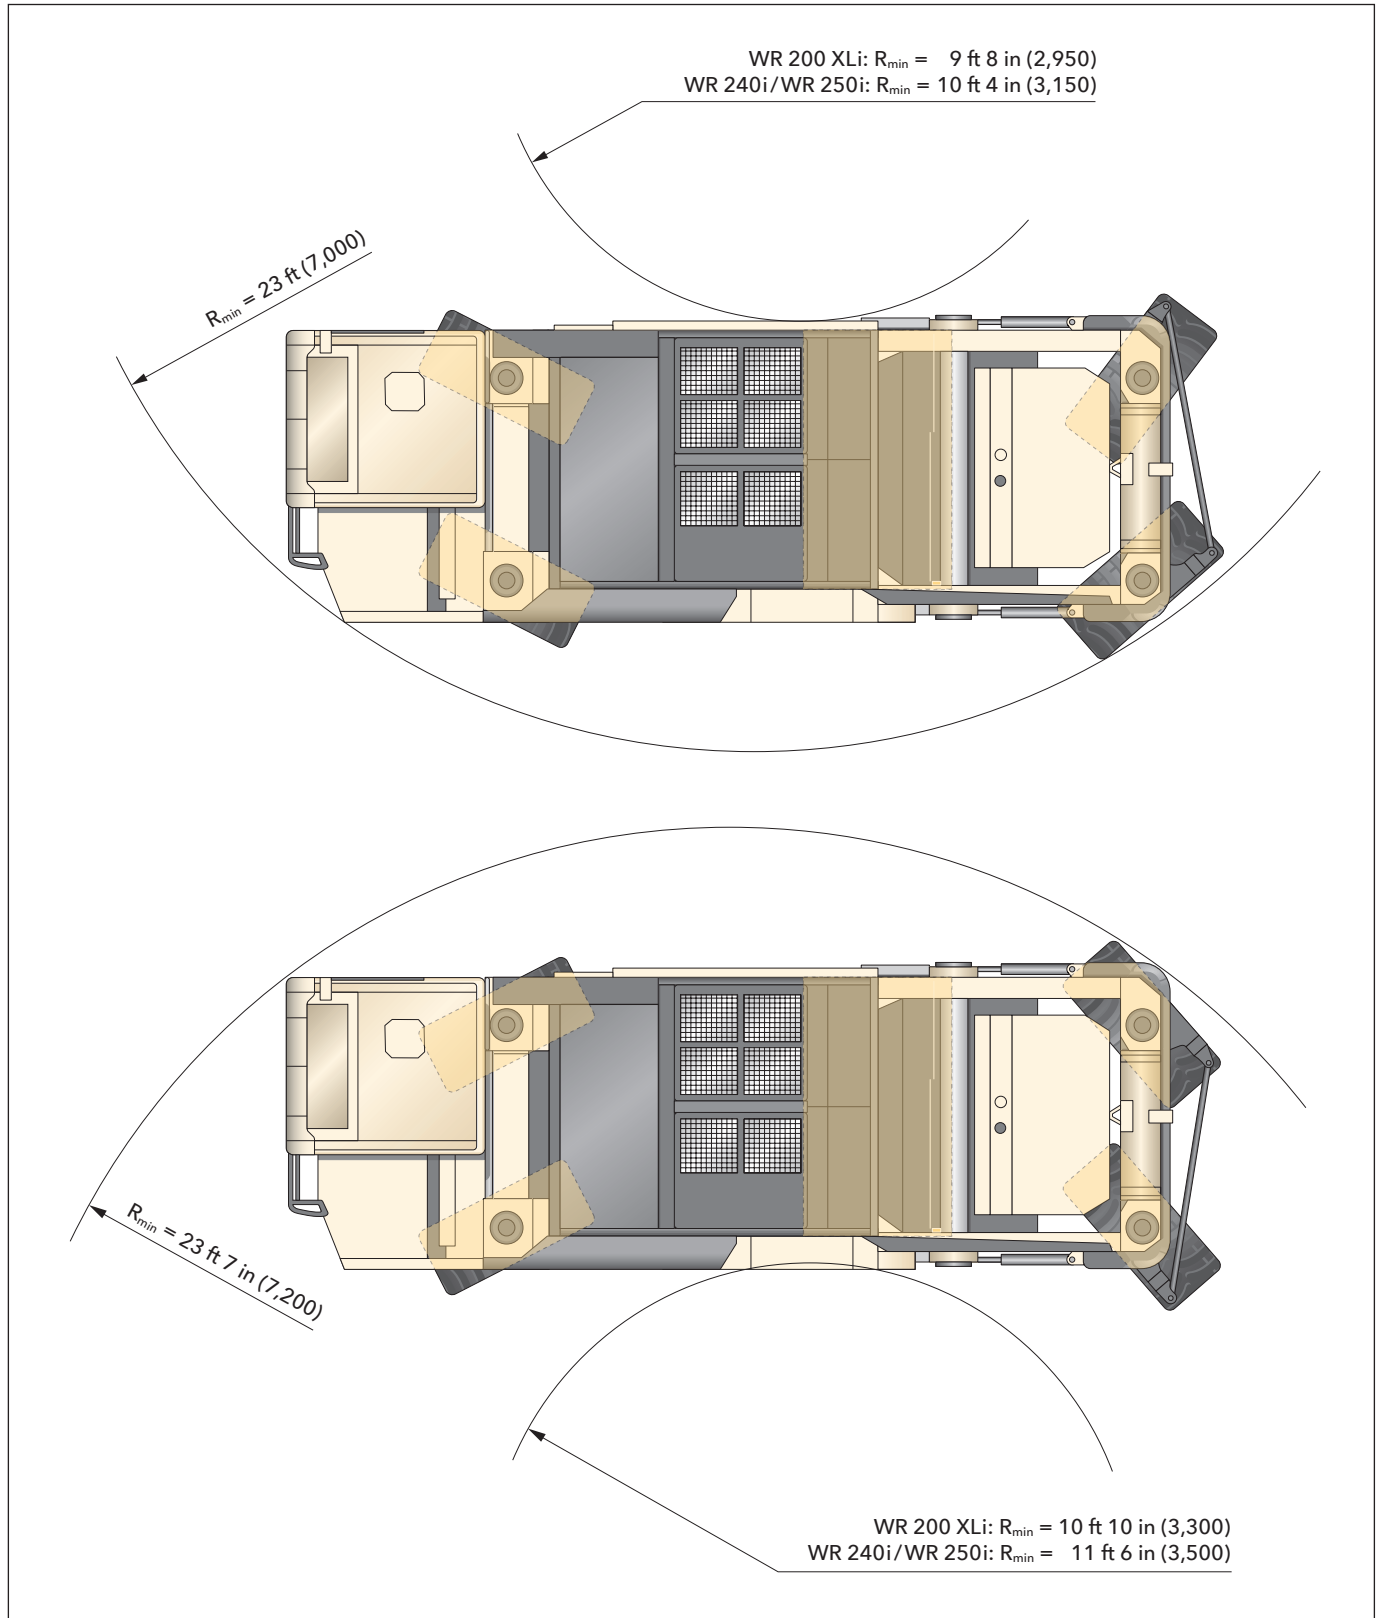 WR 200 XLi: Rmin = 9 ft 8 in (2,950)
WR 240i/WR 250i: Rmin = 10 ft 4 in (3,150)
Rmin = 23 ft (7,000)
Rmin = 23 ft 7 in (7,200)
WR 200 XLi: Rmin = 10 ft 10 in (3,300)
WR 240i/WR 250i: Rmin = 11 ft 6 in (3,500)